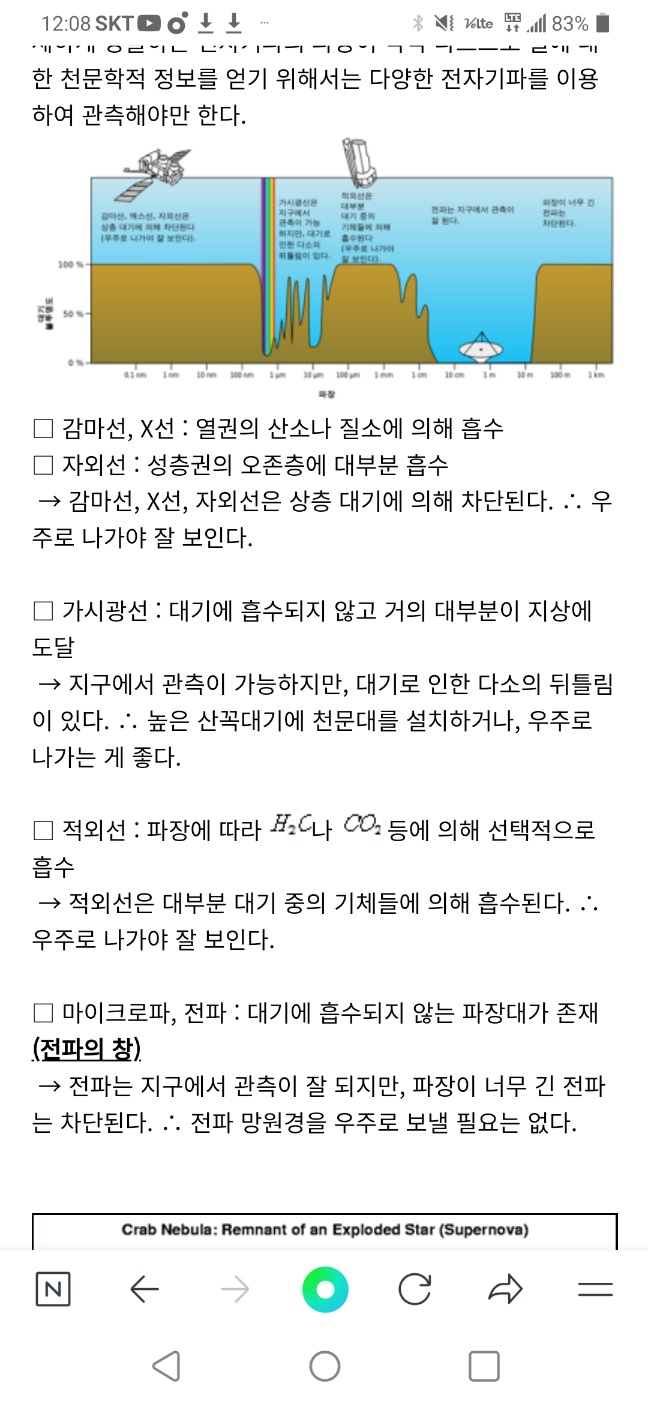 12:08 SKT 83%
한 천문학적 정보를 얻기 위해서는 다양한 전자기파를 이용
하여 관측해야만 한다.
감마선, 엑스선, 자외선은
상층 대기에 의해 차단된다
(우주로 나가야 잘 보인다).
가시광선은
지구에서
관측이 가능
하지만, 대기로
인한 다소의
뒤틀림이 있다.
적외선은
대부분
대기 중의
기체들에 의해
흡수된다
(우주로 나가야
잘 보인다).
전파는 지구에서 관측이
잘 된다.
파장이 너무 긴
전파는
차단된다.
대기
불투명도
100 %
50 %
0 %
0.1 nm 1 nm 10 nm 100 nm 1 μm 10 μm 100 μm 1 mm 1 cm 10 cm 1 m 10 m 100 m 1 km
파장
□ 감마선, X선 : 열권의 산소나 질소에 의해 흡수
□ 자외선 : 성층권의 오존층에 대부분 흡수
→ 감마선, X선, 자외선은 상층 대기에 의해 차단된다. ∴ 우
주로 나가야 잘 보인다.
□ 가시광선 : 대기에 흡수되지 않고 거의 대부분이 지상에
도달
→ 지구에서 관측이 가능하지만, 대기로 인한 다소의 뒤틀림
이 있다. ∴ 높은 산꼭대기에 천문대를 설치하거나, 우주로
나가는 게 좋다.
□ 적외선 : 파장에 따라 H₂C나 CO₂ 등에 의해 선택적으로
흡수
→ 적외선은 대부분 대기 중의 기체들에 의해 흡수된다. ∴
우주로 나가야 잘 보인다.
□ 마이크로파, 전파 : 대기에 흡수되지 않는 파장대가 존재
(전파의 창)
→ 전파는 지구에서 관측이 잘 되지만, 파장이 너무 긴 전파
는 차단된다. ∴ 전파 망원경을 우주로 보낼 필요는 없다.
Crab Nebula: Remnant of an Exploded Star (Supernova)
N